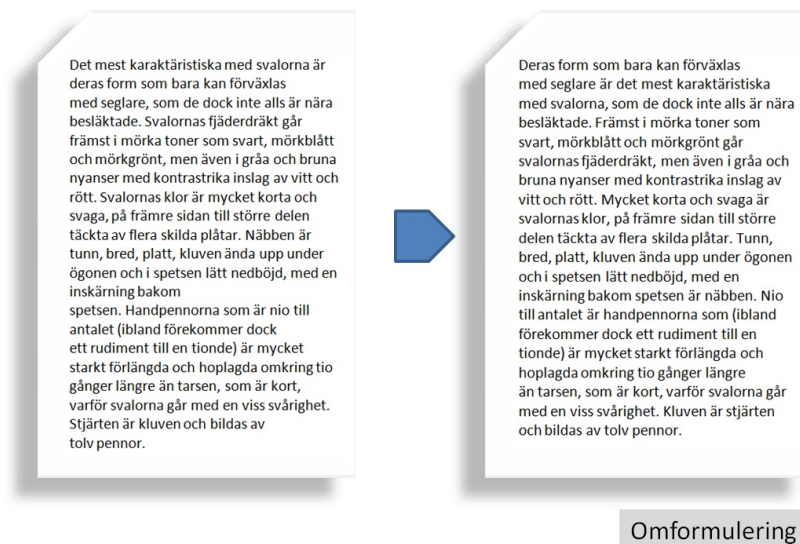 Det mest karaktäristiska med svalorna är
deras form som bara kan förväxlas
med seglare, som de dock inte alls är nära
besläktade. Svalornas fjäderdräkt går
främst i mörka toner som svart, mörkblått
och mörkgrönt, men även i gråa och bruna
nyanser med kontrastrika inslag av vitt och
rött. Svalornas klor är mycket korta och
svaga, på främre sidan till större delen
täckta av flera skilda plåtar. Näbben är
tunn, bred, platt, kluven ända upp under
ögonen och i spetsen lätt nedböjd, med en
inskärning bakom
spetsen. Handpennorna som är nio till
antalet (ibland förekommer dock
ett rudiment till en tionde) är mycket
starkt förlängda och hoplagda omkring tio
gånger längre än tarsen, som är kort,
varför svalorna går med en viss svårighet.
Stjärten är kluven och bildas av
tolv pennor.
Deras form som bara kan förväxlas
med seglare är det mest karaktäristiska
med svalorna, som de dock inte alls är nära
besläktade. Främst i mörka toner som
svart, mörkblått och mörkgrönt går
svalornas fjäderdräkt, men även i gråa och
bruna nyanser med kontrastrika inslag av
vitt och rött. Mycket korta och svaga är
svalornas klor, på främre sidan till större
delen täckta av flera skilda plåtar. Tunn,
bred, platt, kluven ända upp under ögonen
och i spetsen lätt nedböjd, med en
inskärning bakom spetsen är näbben. Nio
till antalet är handpennorna som (ibland
förekommer dock ett rudiment till en
tionde) är mycket starkt förlängda och
hoplagda omkring tio gånger längre
än tarsen, som är kort, varför svalorna går
med en viss svårighet. Kluven är stjärten
och bildas av tolv pennor.
Omformulering